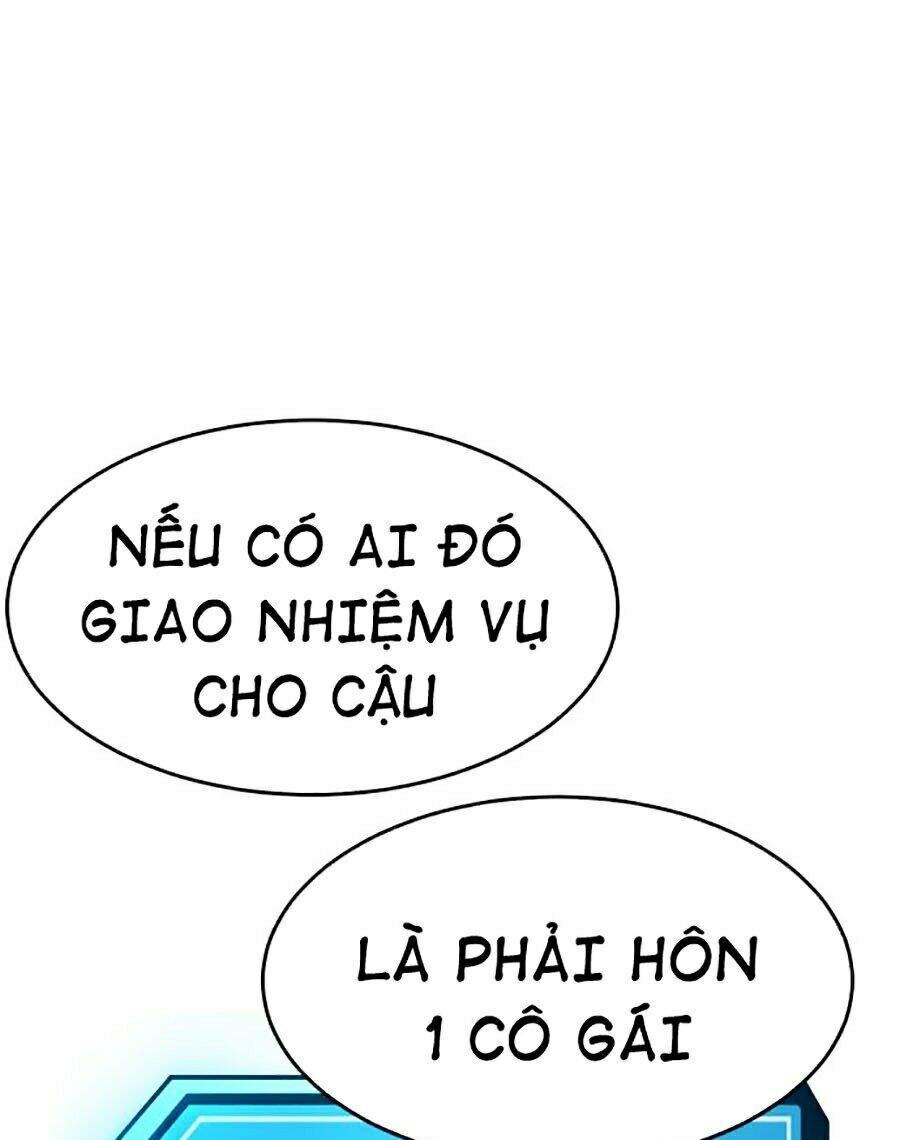 NẾU CÓ AI ĐÓ
GIAO NHIỆM VỤ
CHO CẬU
LÀ PHẢI HÔN
1 CÔ GÁI